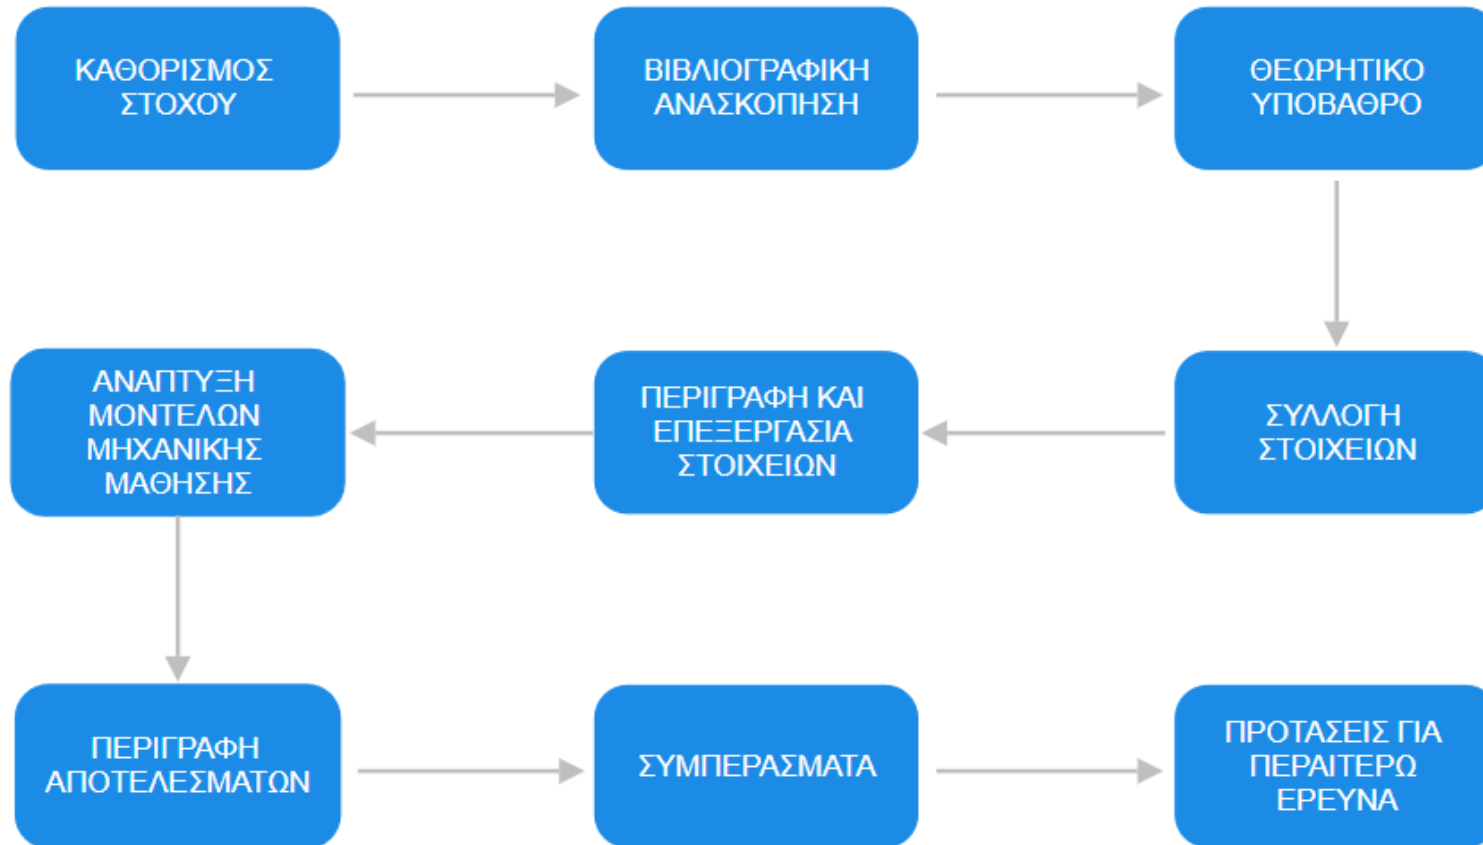 ΚΑΘΟΡΙΣΜΟΣ
ΣΤΟΧΟΥ
ΒΙΒΛΙΟΓΡΑΦΙΚΗ
ΑΝΑΣΚΟΠΗΣΗ
ΘΕΩΡΗΤΙΚΟ
ΥΠΟΒΑΘΡΟ
ΣΥΛΛΟΓΗ
ΣΤΟΙΧΕΙΩΝ
ΠΕΡΙΓΡΑΦΗ ΚΑΙ
ΕΠΕΞΕΡΓΑΣΙΑ
ΣΤΟΙΧΕΙΩΝ
ΑΝΑΠΤΥΞΗ
ΜΟΝΤΕΛΩΝ
ΜΗΧΑΝΙΚΗΣ
ΜΑΘΗΣΗΣ
ΠΕΡΙΓΡΑΦΗ
ΑΠΟΤΕΛΕΣΜΑΤΩΝ
ΣΥΜΠΕΡΑΣΜΑΤΑ
ΠΡΟΤΑΣΕΙΣ ΓΙΑ
ΠΕΡΑΙΤΕΡΩ
ΕΡΕΥΝΑ